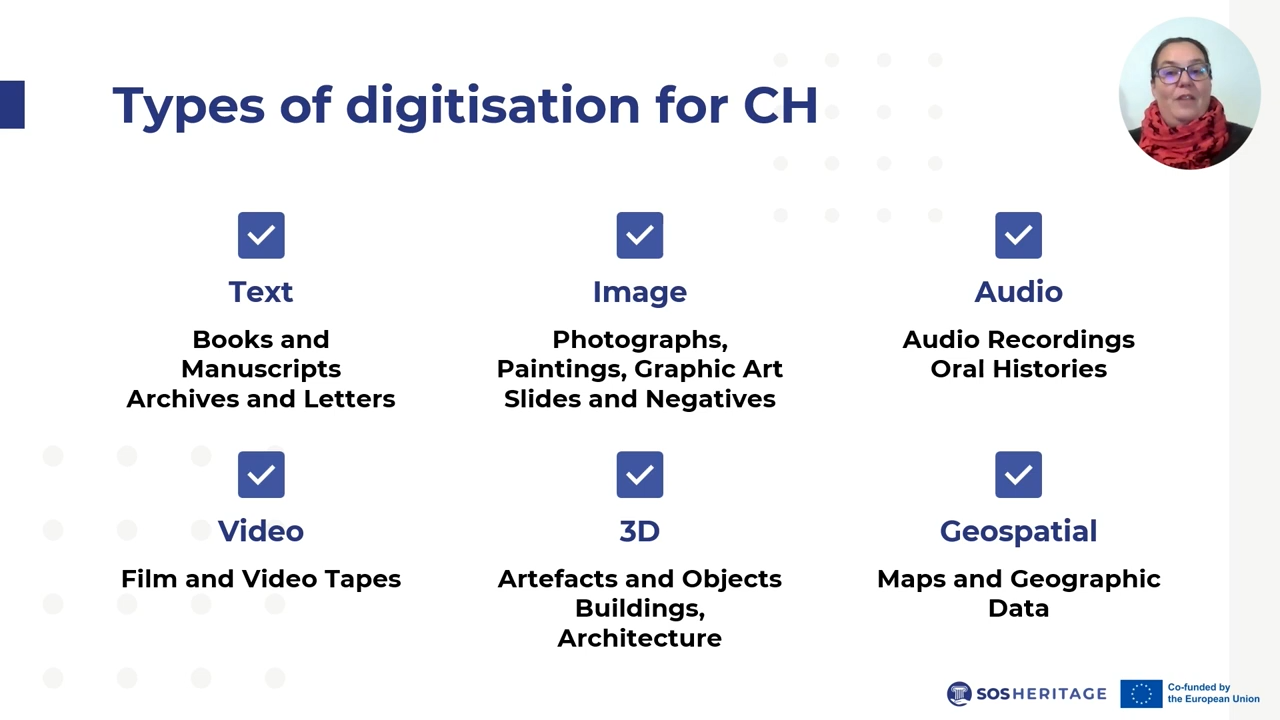 Types of digitisation for CH
Text
Books and
Manuscripts
Archives and Letters
Image
Photographs,
Paintings, Graphic Art
Slides and Negatives
Audio
Audio Recordings
Oral Histories
Video
Film and Video Tapes
3D
Artefacts and Objects
Buildings,
Architecture
Geospatial
Maps and Geographic
Data
SOSHERITAGE
Co-funded by
the European Union